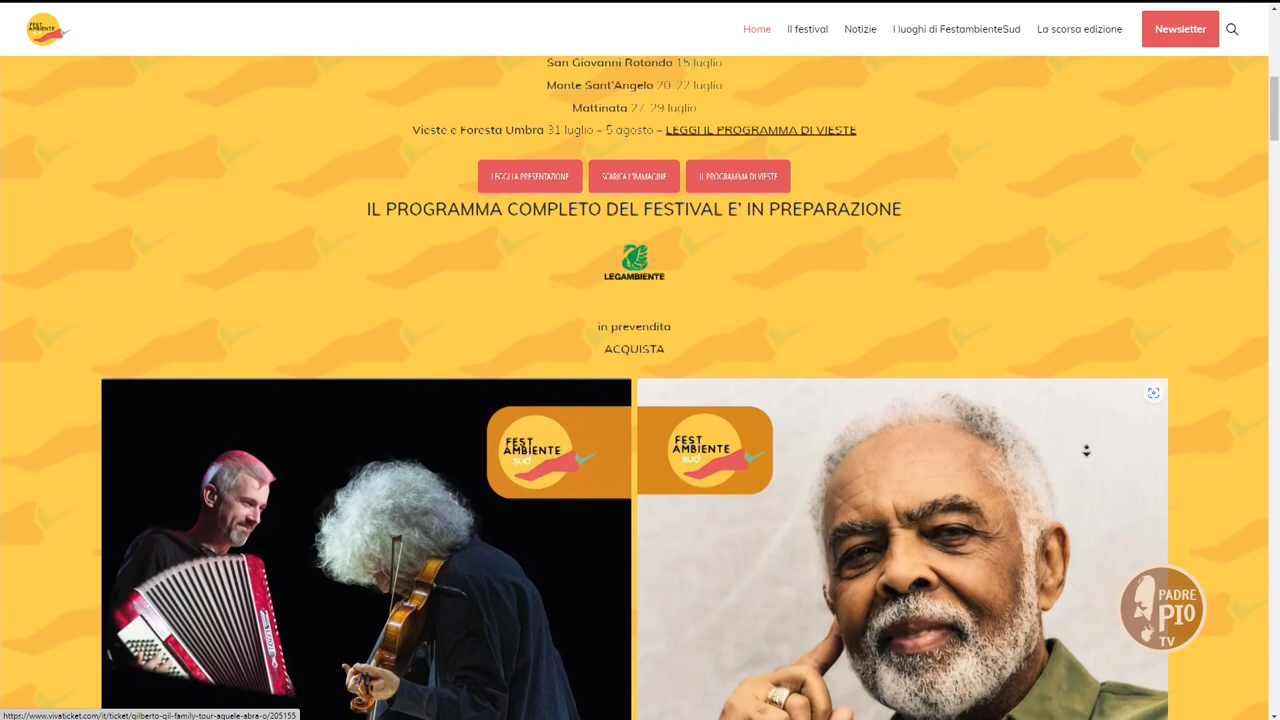 FEST
AMBIENTE
Home
Il festival
Notizie
I luoghi di FestambienteSud
La scorsa edizione
Newsletter
San Giovanni Rotondo 15 luglio
Monte Sant'Angelo 20-22 luglio
Mattinata 27-29 luglio
Vieste e Foresta Umbra 31 luglio – 5 agosto – LEGGI IL PROGRAMMA DI VIESTE
LEGGI LA PRESENTAZIONE
SCARICA L'IMMAGINE
IL PROGRAMMA DI VIESTE
IL PROGRAMMA COMPLETO DEL FESTIVAL E' IN PREPARAZIONE
LEGAMBIENTE
in prevendita
ACQUISTA
FEST
AMBIENTE
sud
FEST
AMBIENTE
sud
PADRE
PIO
TV
https://www.vivaticket.com/it/ticket/gilberto-gil-family-tour-aquele-abra-o/205155